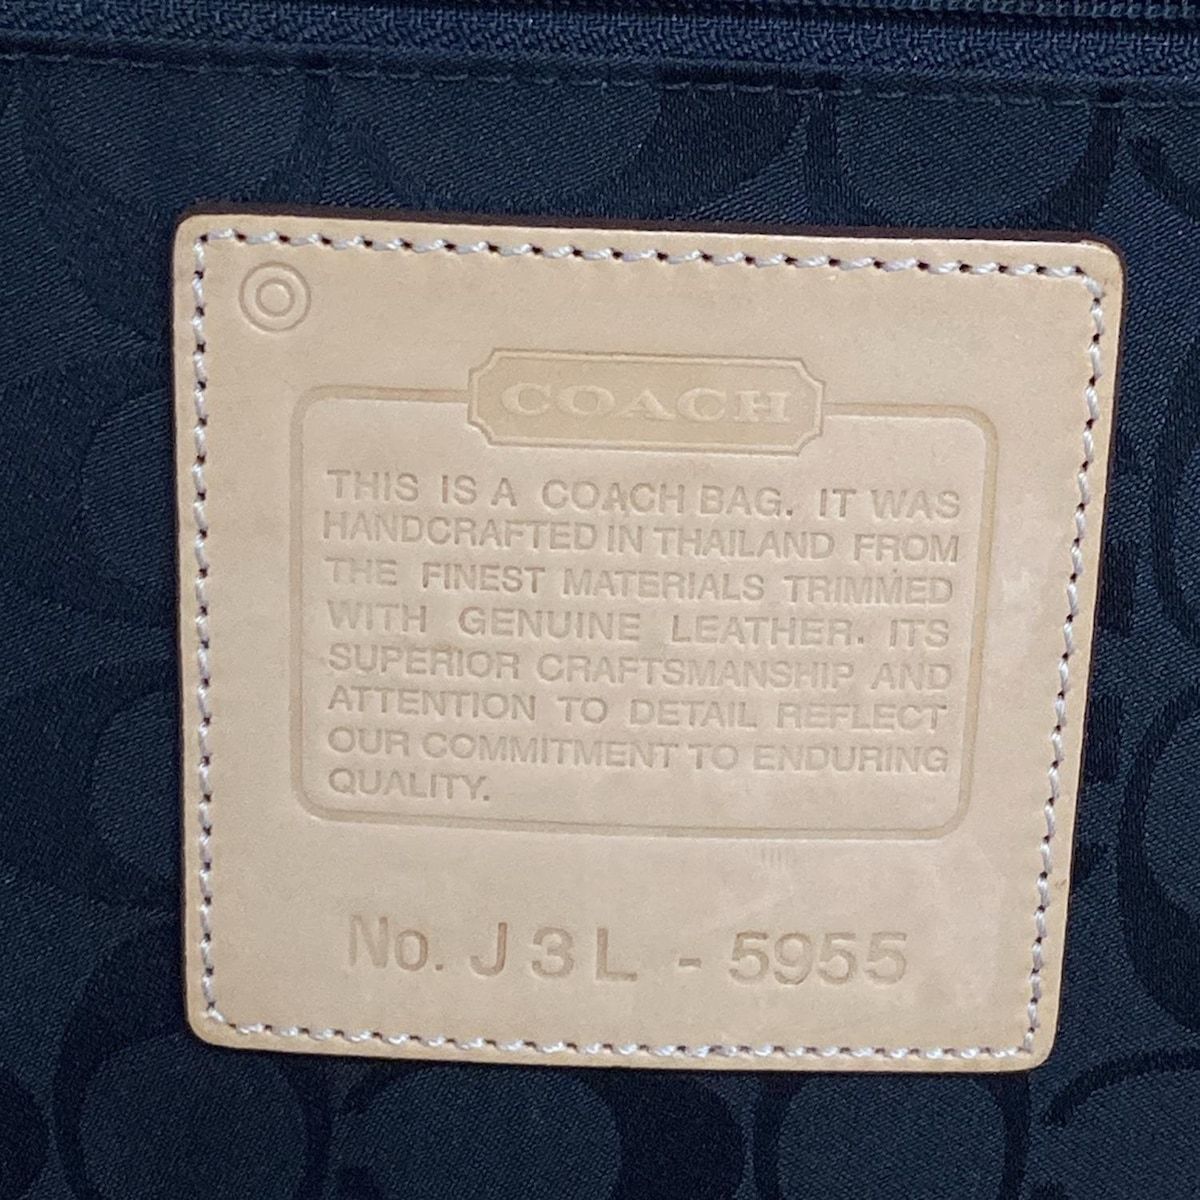 COACH
THIS IS A COACH BAG. IT WAS
HANDCRAFTED IN THAILAND FROM
THE FINEST MATERIALS TRIMMED
WITH GENUINE LEATHER. ITS
SUPERIOR CRAFTSMANSHIP AND
ATTENTION TO DETAIL REFLECT
OUR COMMITMENT TO ENDURING
QUALITY.
No. J3L - 5955